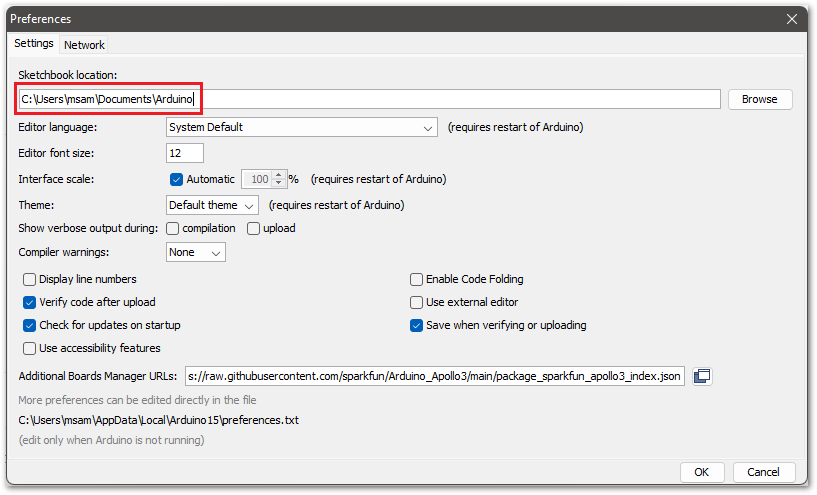 Preferences
Settings Network
Sketchbook location:
C:\Users\msam\Documents\Arduino Browse
Editor language: System Default (requires restart of Arduino)
Editor font size: 12
Interface scale: Automatic 100 % (requires restart of Arduino)
Theme: Default theme (requires restart of Arduino)
Show verbose output during: compilation upload
Compiler warnings: None
Display line numbers Enable Code Folding
Verify code after upload Use external editor
Check for updates on startup Save when verifying or uploading
Use accessibility features
Additional Boards Manager URLs: s://raw.githubusercontent.com/sparkfun/Arduino_Apollo3/main/package_sparkfun_apollo3_index.json
More preferences can be edited directly in the file
C:\Users\msam\AppData\Local\Arduino15\preferences.txt
(edit only when Arduino is not running)
OK Cancel